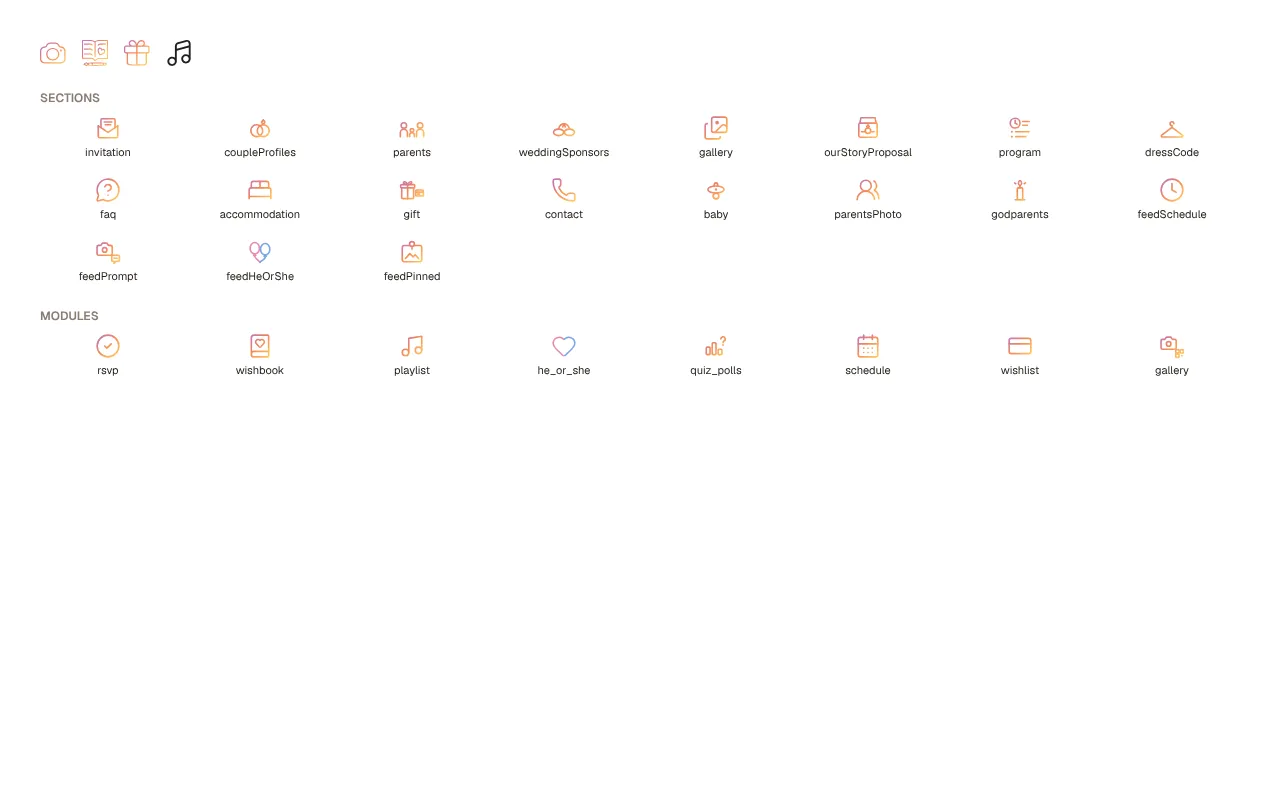 SECTIONS
invitation coupleProfiles parents weddingSponsors gallery ourStoryProposal program dressCode
faq accommodation gift contact baby parentsPhoto godparents feedSchedule
feedPrompt feedHeOrShe feedPinned
MODULES
rsvp wishbook playlist he_or_she quiz_polls schedule wishlist gallery